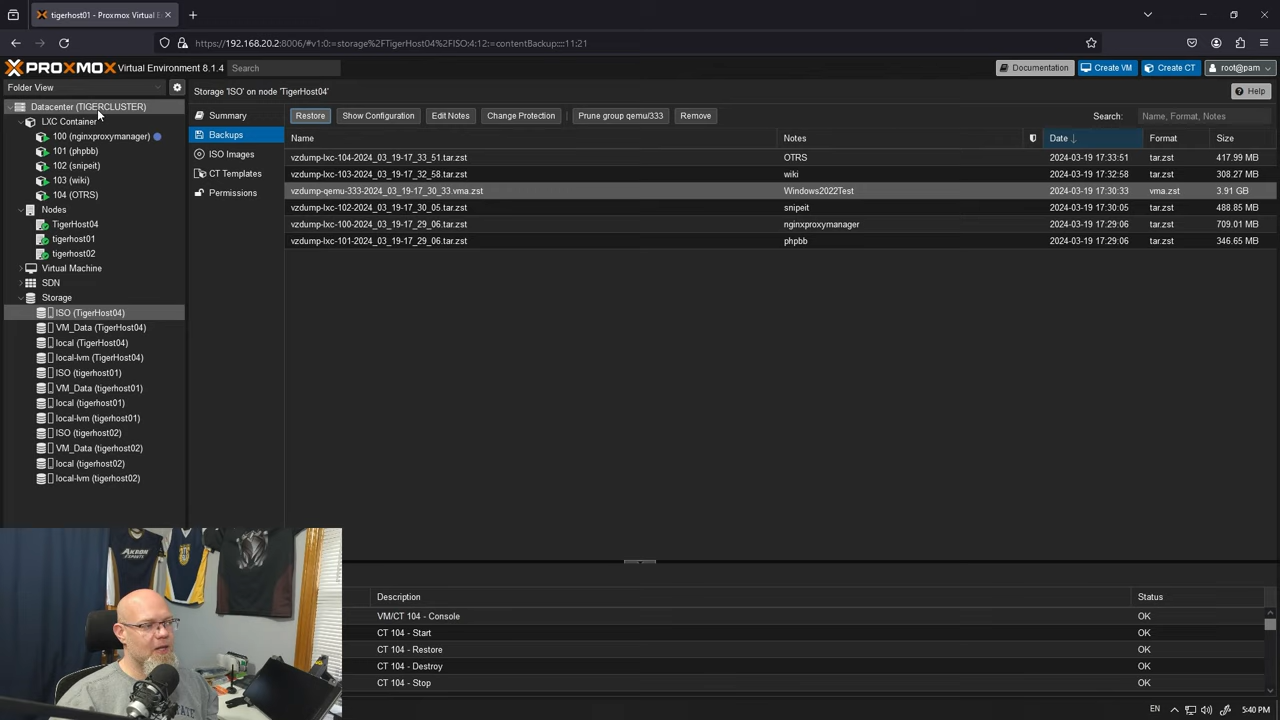 tigerhost01 - Proxmox Virtual E
https://192.168.20.2:8006/#v1:0:=storage%2FTigerHost04%2FISO:4:12:=contentBackup::::11:21
PROXMOX Virtual Environment 8.1.4 Search Documentation Create VM Create CT root@pam
Folder View
Storage 'ISO' on node 'TigerHost04' Help
Datacenter (TIGERCLUSTER)
LXC Container
100 (nginxproxymanager)
101 (phpbb)
102 (snipeit)
103 (wiki)
104 (OTRS)
Nodes
TigerHost04
tigerhost01
tigerhost02
Virtual Machine
SDN
Storage
ISO (TigerHost04)
VM_Data (TigerHost04)
local (TigerHost04)
local-lvm (TigerHost04)
ISO (tigerhost01)
VM_Data (tigerhost01)
local (tigerhost01)
local-lvm (tigerhost01)
ISO (tigerhost02)
VM_Data (tigerhost02)
local (tigerhost02)
local-lvm (tigerhost02)
Summary
Backups
ISO Images
CT Templates
Permissions
Restore Show Configuration Edit Notes Change Protection Prune group qemu/333 Remove Search: Name, Format, Notes
Name Notes Date Format Size
vzdump-lxc-104-2024_03_19-17_33_51.tar.zst OTRS 2024-03-19 17:33:51 tar.zst 417.99 MB
vzdump-lxc-103-2024_03_19-17_32_58.tar.zst wiki 2024-03-19 17:32:58 tar.zst 308.27 MB
vzdump-qemu-333-2024_03_19-17_30_33.vma.zst Windows2022Test 2024-03-19 17:30:33 vma.zst 3.91 GB
vzdump-lxc-102-2024_03_19-17_30_05.tar.zst snipeit 2024-03-19 17:30:05 tar.zst 488.85 MB
vzdump-lxc-100-2024_03_19-17_29_06.tar.zst nginxproxymanager 2024-03-19 17:29:06 tar.zst 709.01 MB
vzdump-lxc-101-2024_03_19-17_29_06.tar.zst phpbb 2024-03-19 17:29:06 tar.zst 346.65 MB
Description Status
VM/CT 104 - Console OK
CT 104 - Start OK
CT 104 - Restore OK
CT 104 - Destroy OK
CT 104 - Stop OK
AKRON
EN 5:40 PM